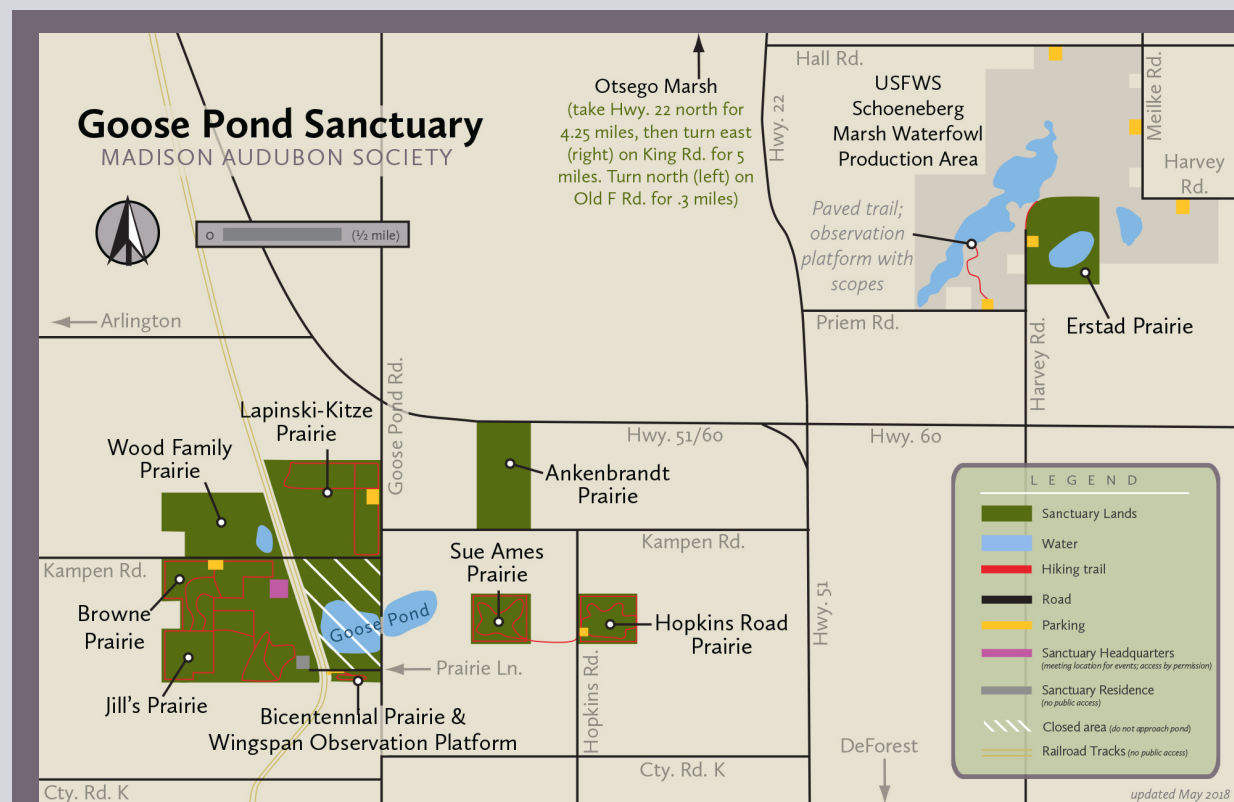 Goose Pond Sanctuary
MADISON AUDUBON SOCIETY
0 (½ mile)
Otsego Marsh
(take Hwy. 22 north for
4.25 miles, then turn east
(right) on King Rd. for 5
miles. Turn north (left) on
Old F Rd. for .3 miles)
Hwy. 22
Hall Rd.
USFWS
Schoeneberg
Marsh Waterfowl
Production Area
Meilke Rd.
Harvey
Rd.
Paved trail;
observation
platform with
scopes
Priem Rd.
Harvey Rd.
Erstad Prairie
Arlington
Goose Pond Rd.
Lapinski-Kitze
Prairie
Wood Family
Prairie
Hwy. 51/60
Hwy. 60
Ankenbrandt
Prairie
Kampen Rd.
Kampen Rd.
Sue Ames
Prairie
Browne
Prairie
Goose Pond
Hopkins Road
Prairie
Hwy. 51
Prairie Ln.
Jill's Prairie
Bicentennial Prairie &
Wingspan Observation Platform
Hopkins Rd.
DeForest
Cty. Rd. K
Cty. Rd. K
LEGEND
Sanctuary Lands
Water
Hiking trail
Road
Parking
Sanctuary Headquarters
(meeting location for events; access by permission)
Sanctuary Residence
(no public access)
Closed area (do not approach pond)
Railroad Tracks (no public access)
updated May 2018